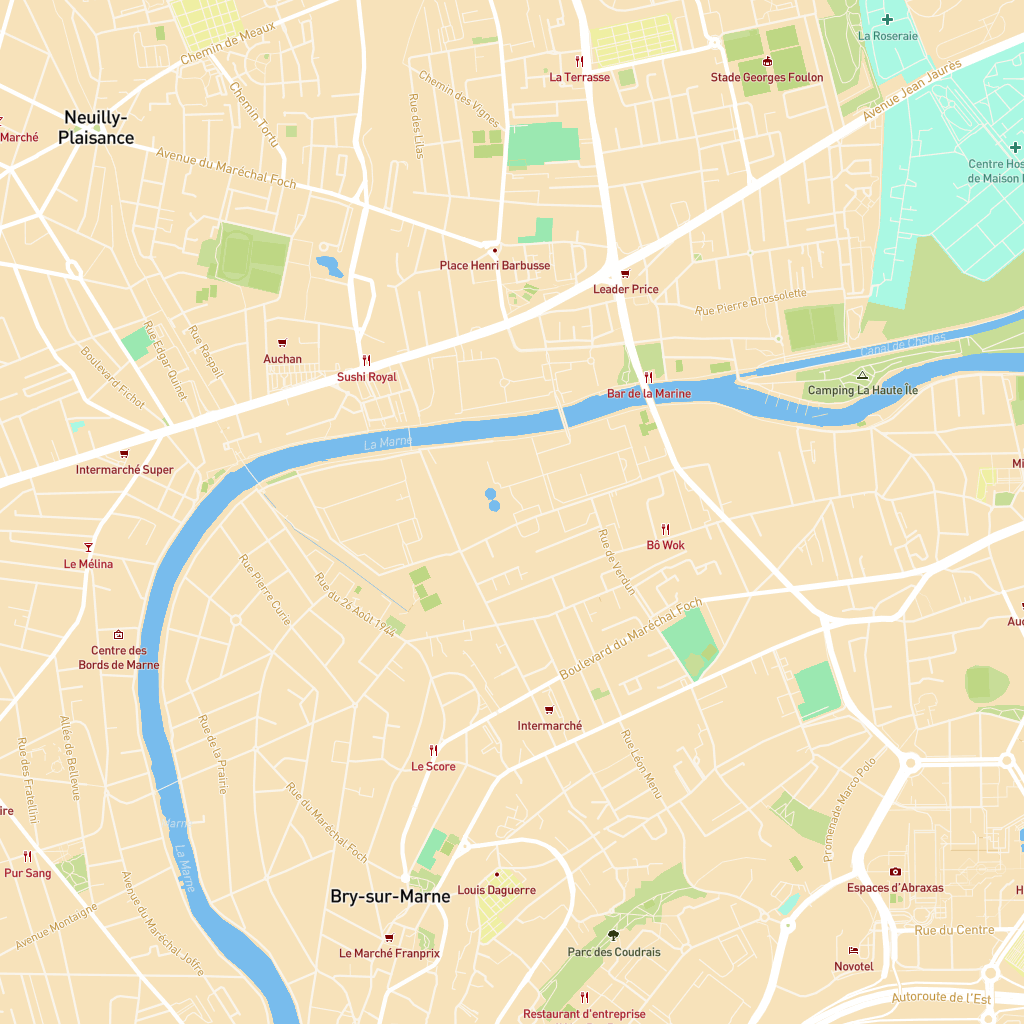 Chemin de Meaux
La Roseraie
La Terrasse
Stade Georges Foulon
Chemin des Vignes
Avenue Jean Jaurès
Chemin Tortu
Rue des Lilas
Neuilly-
Plaisance
Marché
Avenue du Maréchal Foch
Centre Hos
de Maison
Place Henri Barbusse
Leader Price
Rue Pierre Brossolette
Rue Edgar Quinet
Rue Raspail
Boulevard Fichot
Auchan
Sushi Royal
Canal de Chelles
Camping La Haute Île
Bar de la Marine
La Marne
Intermarché Super
Mi
Le Mélina
Bô Wok
Rue de Verdun
Rue Pierre Curie
Rue du 26 Août 1944
Boulevard du Maréchal Foch
Auc
Centre des
Bords de Marne
Intermarché
Allée de Bellevue
Rue de la Prairie
Rue des Fratellini
Le Score
Rue Léon Menu
Promenade Marco Polo
Rue du Maréchal Foch
ire
Marne
La Marne
Pur Sang
Bry-sur-Marne
Louis Daguerre
Espaces d'Abraxas
H
Avenue Montaigne
Avenue du Maréchal Joffre
Le Marché Franprix
Parc des Coudrais
Rue du Centre
Novotel
Autoroute de l'Est
Restaurant d'entreprise